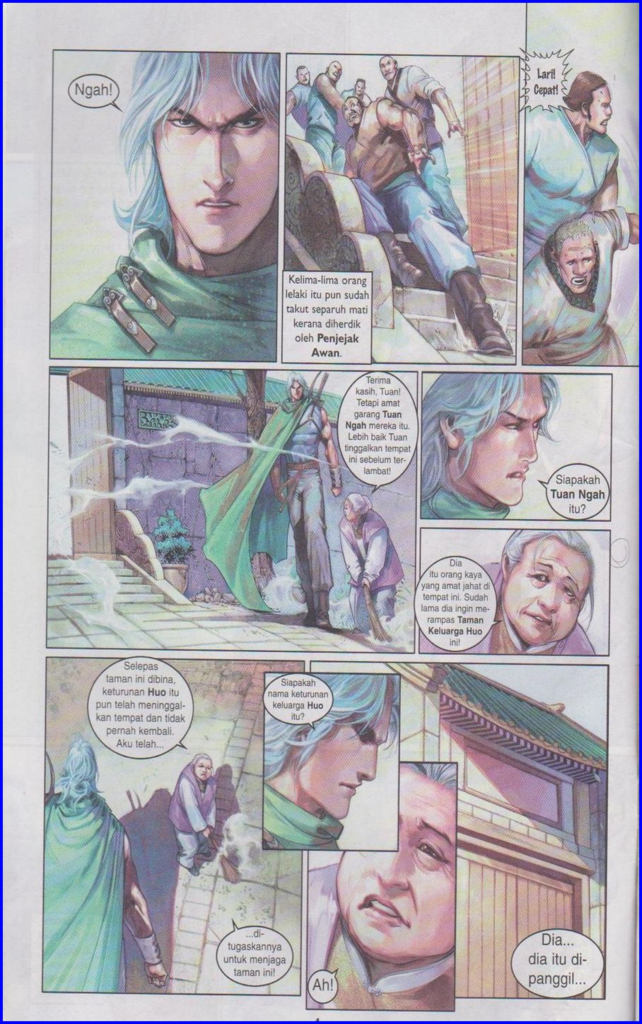 Ngah!
Kelima-lima orang
lelaki itu pun sudah
takut separuh mati
kerana diherdik
oleh Penjejak
Awan.
Lari!
Cepat!
Terima
kasih, Tuan!
Tetapi amat
garang Tuan
Ngah mereka itu.
Lebih baik Tuan
tinggalkan tempat
ini sebelum ter-
lambat!
Siapakah
Tuan Ngah
itu?
Dia
itu orang kaya
yang amat jahat di
tempat ini. Sudah
lama dia ingin me-
rampas Taman
Keluarga Huo
ini!
Selepas
taman ini dibina,
keturunan Huo itu
pun telah meninggal-
kan tempat dan tidak
pernah kembali.
Aku telah...
...di-
tugaskannya
untuk menjaga
taman ini!
Siapakah
nama keturunan
keluarga Huo
itu?
Ah!
Dia...
dia itu di-
panggil...